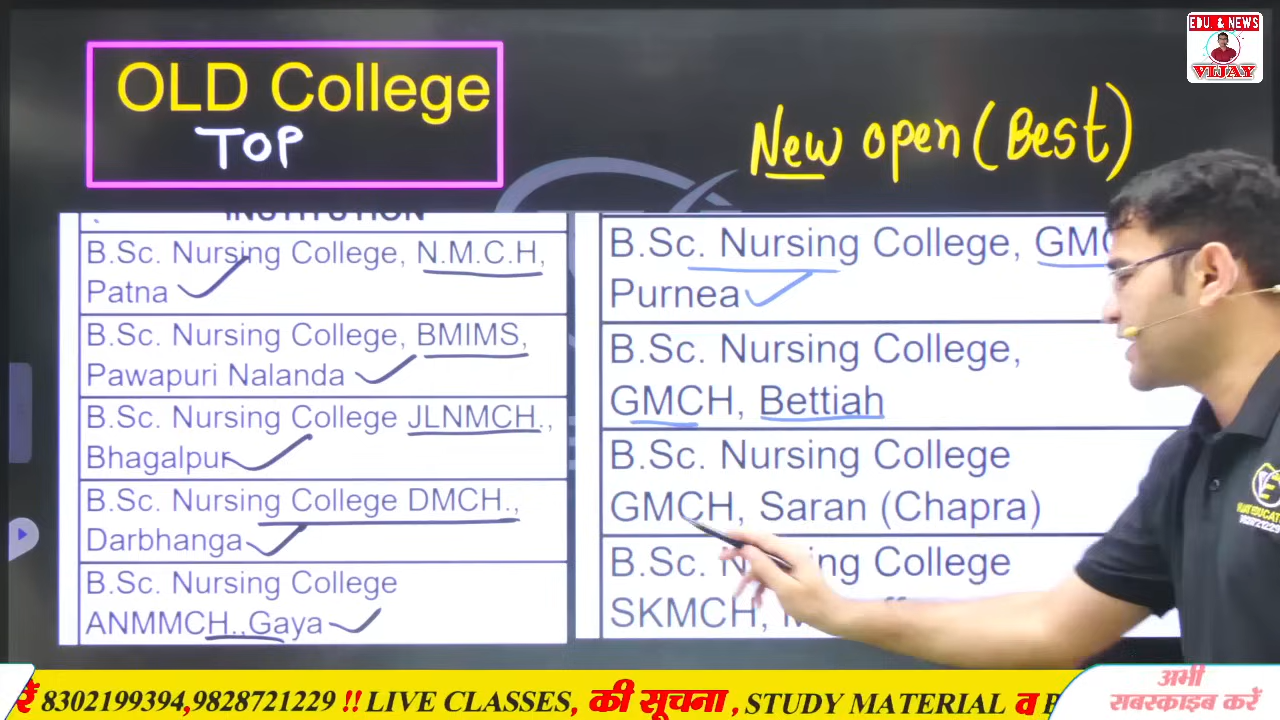 EDU. & NEWS
VIJAY
OLD College
TOP
New open (Best)
INSTITUTION
B.Sc. Nursing College, N.M.C.H,
Patna
B.Sc. Nursing College, BMIMS,
Pawapuri Nalanda
B.Sc. Nursing College JLNMCH.,
Bhagalpur
B.Sc. Nursing College DMCH.,
Darbhanga
B.Sc. Nursing College
ANMMCH.,Gaya
B.Sc. Nursing College,
Purnea
B.Sc. Nursing College,
GMCH, Bettiah
B.Sc. Nursing College
GMCH, Saran (Chapra)
B.Sc. College
SKMCH,
8302199394,9828721229 !! LIVE CLASSES, की सूचना , STUDY MATERIAL व
अभी
सबस्क्राइब करें